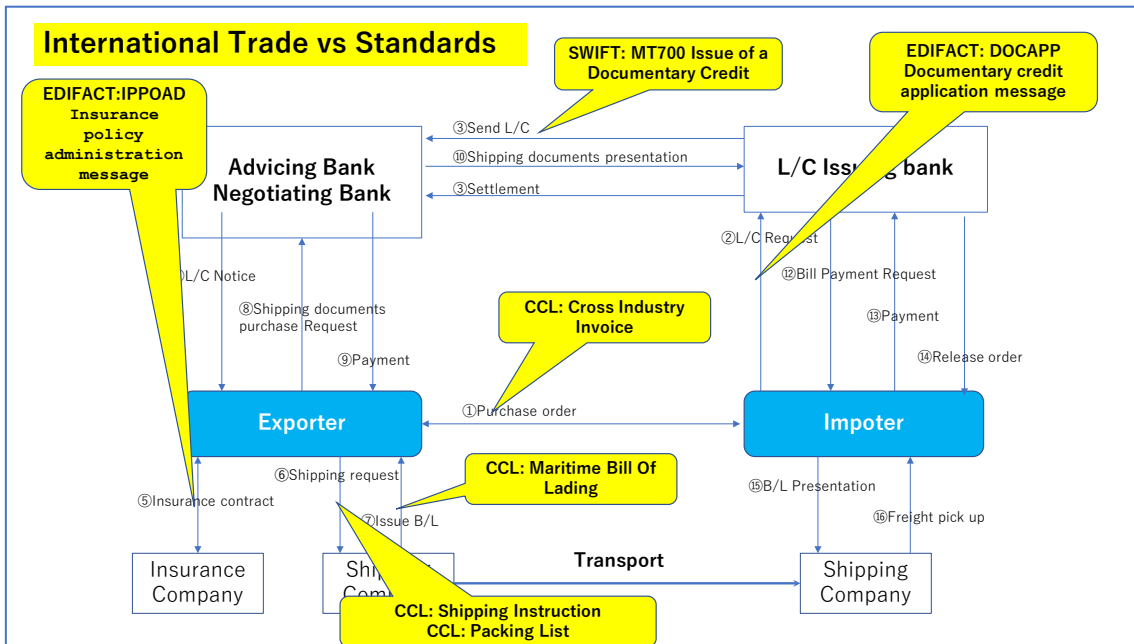 International Trade vs Standards
SWIFT: MT700 Issue of a
Documentary Credit
EDIFACT: DOCAPP
Documentary credit
application message
EDIFACT:IPPOAD
Insurance
policy
administration
message
③Send L/C
⑩Shipping documents presentation
③Settlement
Advicing Bank
Negotiating Bank
L/C Issuing bank
②L/C Request
L/C Notice
⑫Bill Payment Request
⑧Shipping documents
purchase Request
CCL: Cross Industry
Invoice
⑬Payment
⑨Payment
⑭Release order
Exporter
①Purchase order
Impoter
⑥Shipping request
CCL: Maritime Bill Of
Lading
⑤Insurance contract
⑮B/L Presentation
⑦Issue B/L
⑯Freight pick up
Transport
Insurance
Company
Shipping
Company
CCL: Shipping Instruction
CCL: Packing List